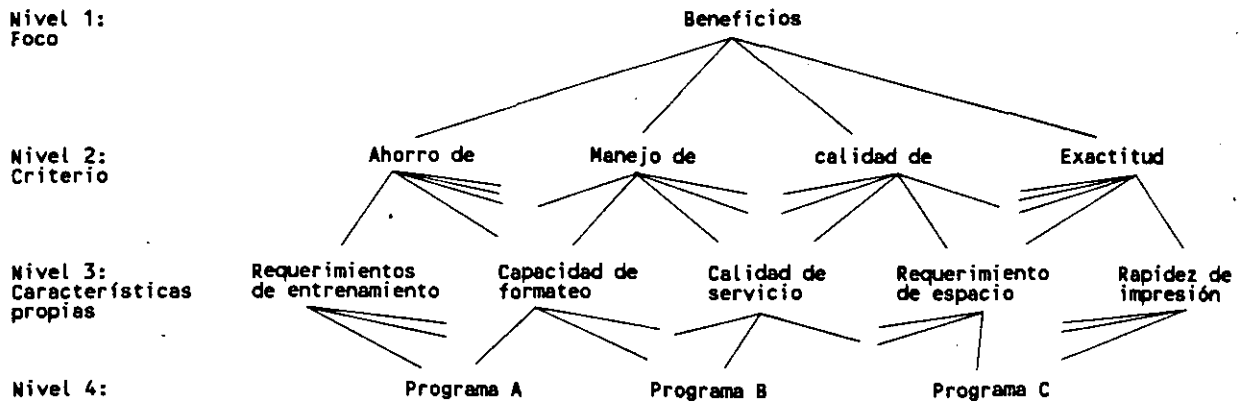 Nivel 1:
Foco
Beneficios
Nivel 2:
Criterio
Ahorro de
Manejo de
calidad de
Exactitud
Nivel 3:
Características
propias
Requerimientos
de entrenamiento
Capacidad de
formateo
Calidad de
servicio
Requerimiento
de espacio
Rapidez de
impresión
Nivel 4:
Programa A
Programa B
Programa C